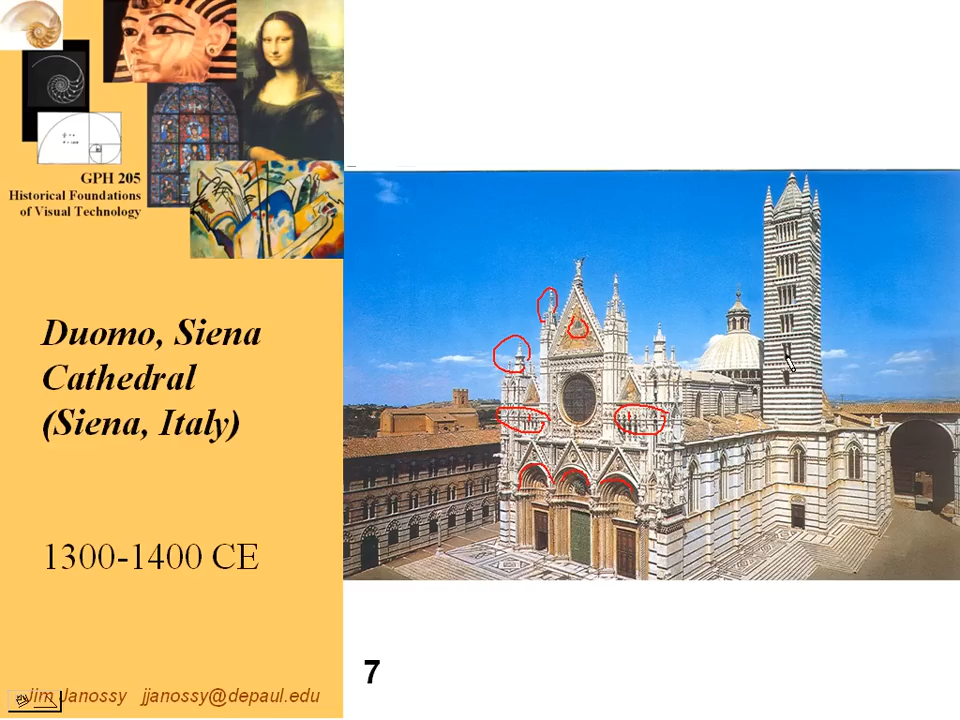 GPH 205
Historical Foundations
of Visual Technology
Duomo, Siena
Cathedral
(Siena, Italy)
1300-1400 CE
7
Jim Janossy jjanossy@depaul.edu